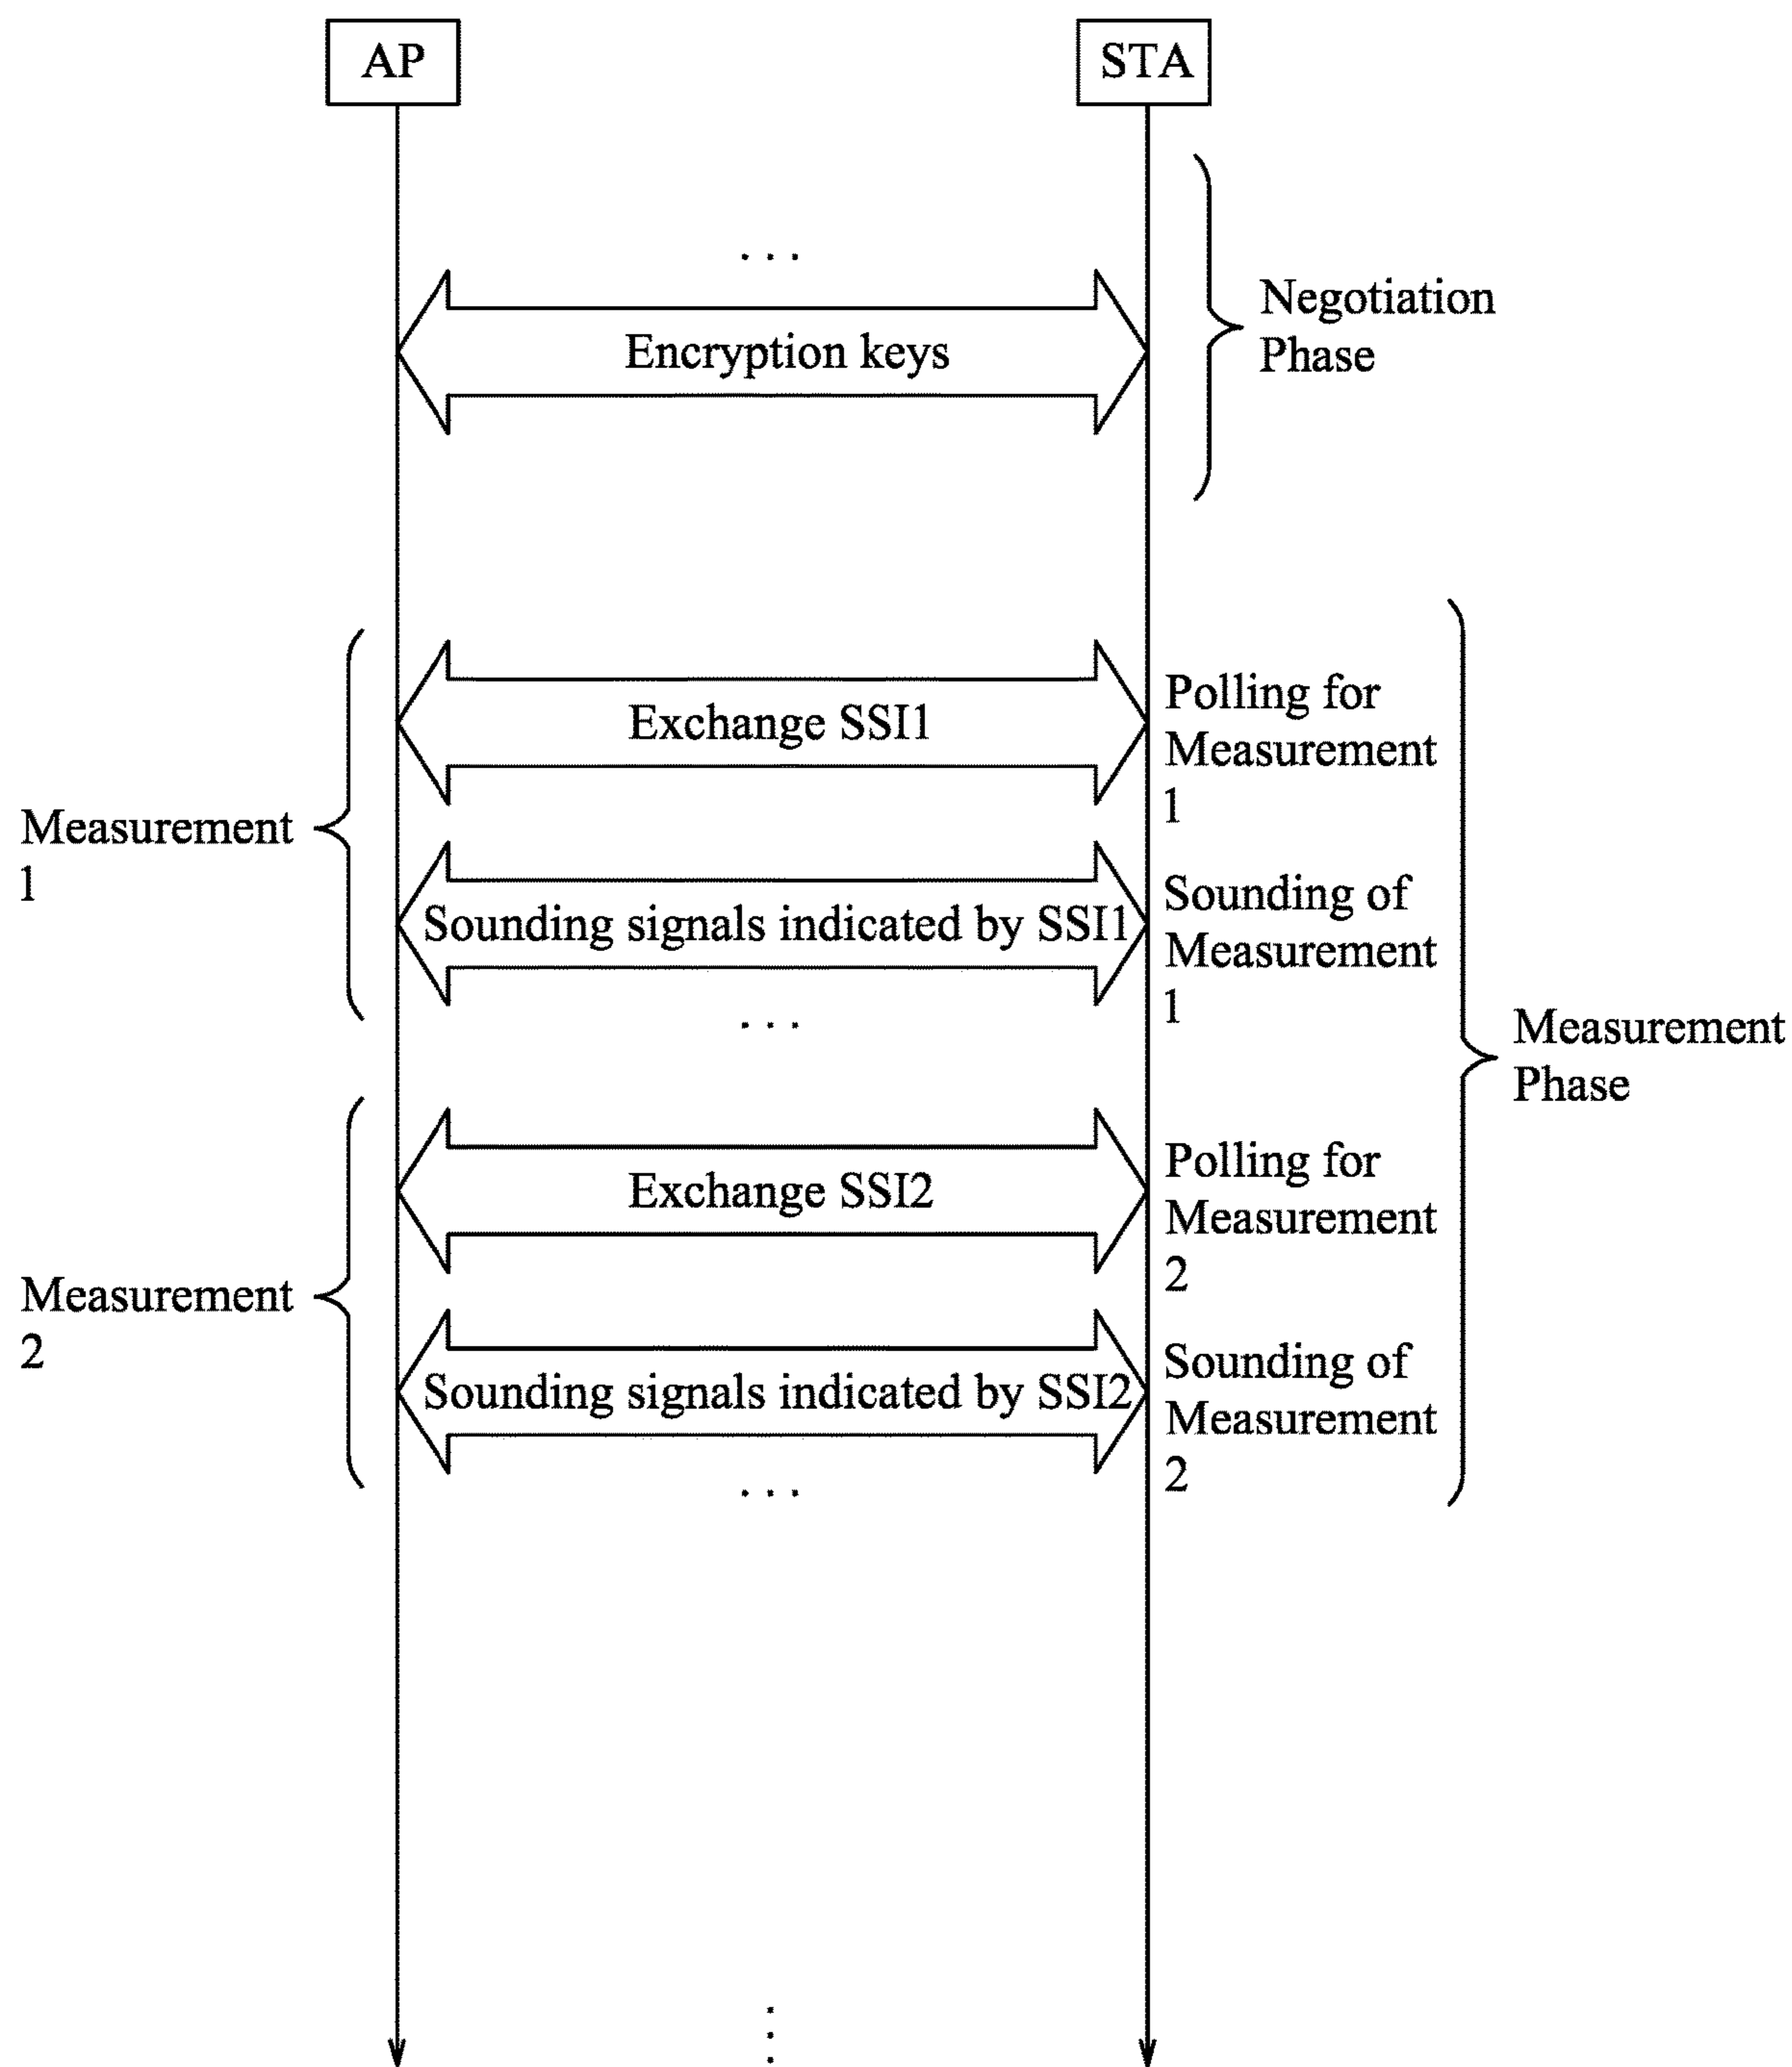 AP
STA
. . .
Encryption keys
Negotiation
Phase
Exchange SSI1
Polling for
Measurement
1
Measurement
1
Sounding signals indicated by SSI1
Sounding of
Measurement
1
. . .
Measurement
Phase
Exchange SSI2
Polling for
Measurement
2
Measurement
2
Sounding signals indicated by SSI2
Sounding of
Measurement
2
. . .